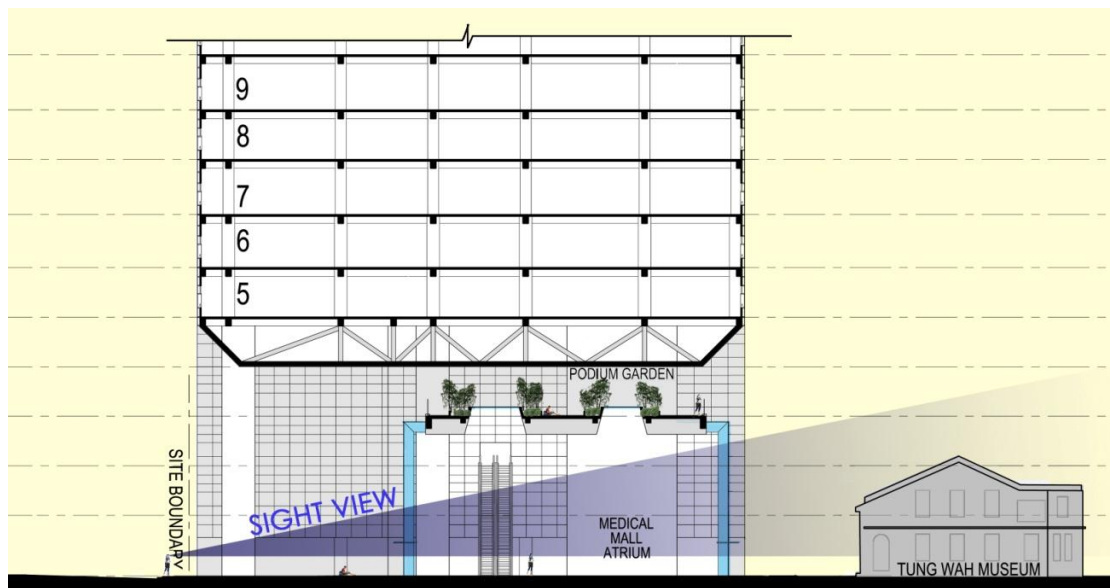 9
8
7
6
5
PODIUM GARDEN
SITE BOUNDARY
SIGHT VIEW
MEDICAL
MALL
ATRIUM
TUNG WAH MUSEUM